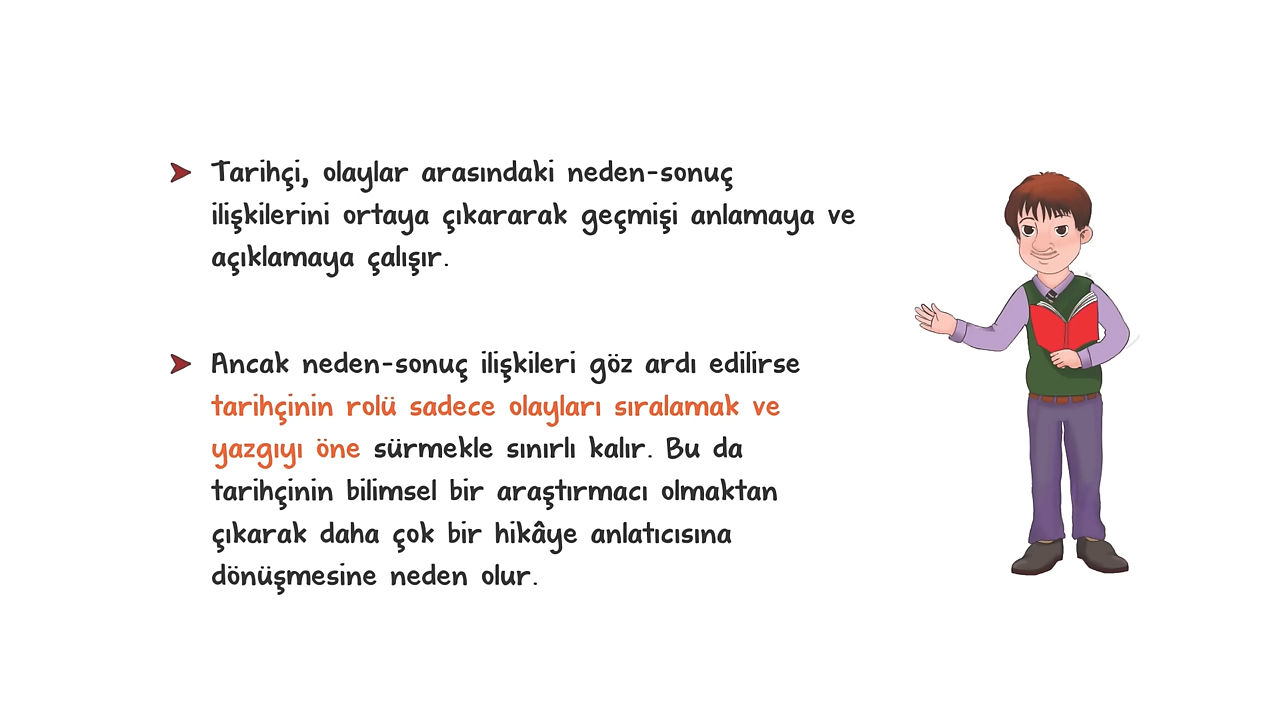 Tarihçi, olaylar arasındaki neden-sonuç
ilişkilerini ortaya çıkararak geçmişi anlamaya ve
açıklamaya çalışır.
Ancak neden-sonuç ilişkileri göz ardı edilirse
tarihçinin rolü sadece olayları sıralamak ve
yazgıyı öne sürmekle sınırlı kalır. Bu da
tarihçinin bilimsel bir araştırmacı olmaktan
çıkarak daha çok bir hikâye anlatıcısına
dönüşmesine neden olur.